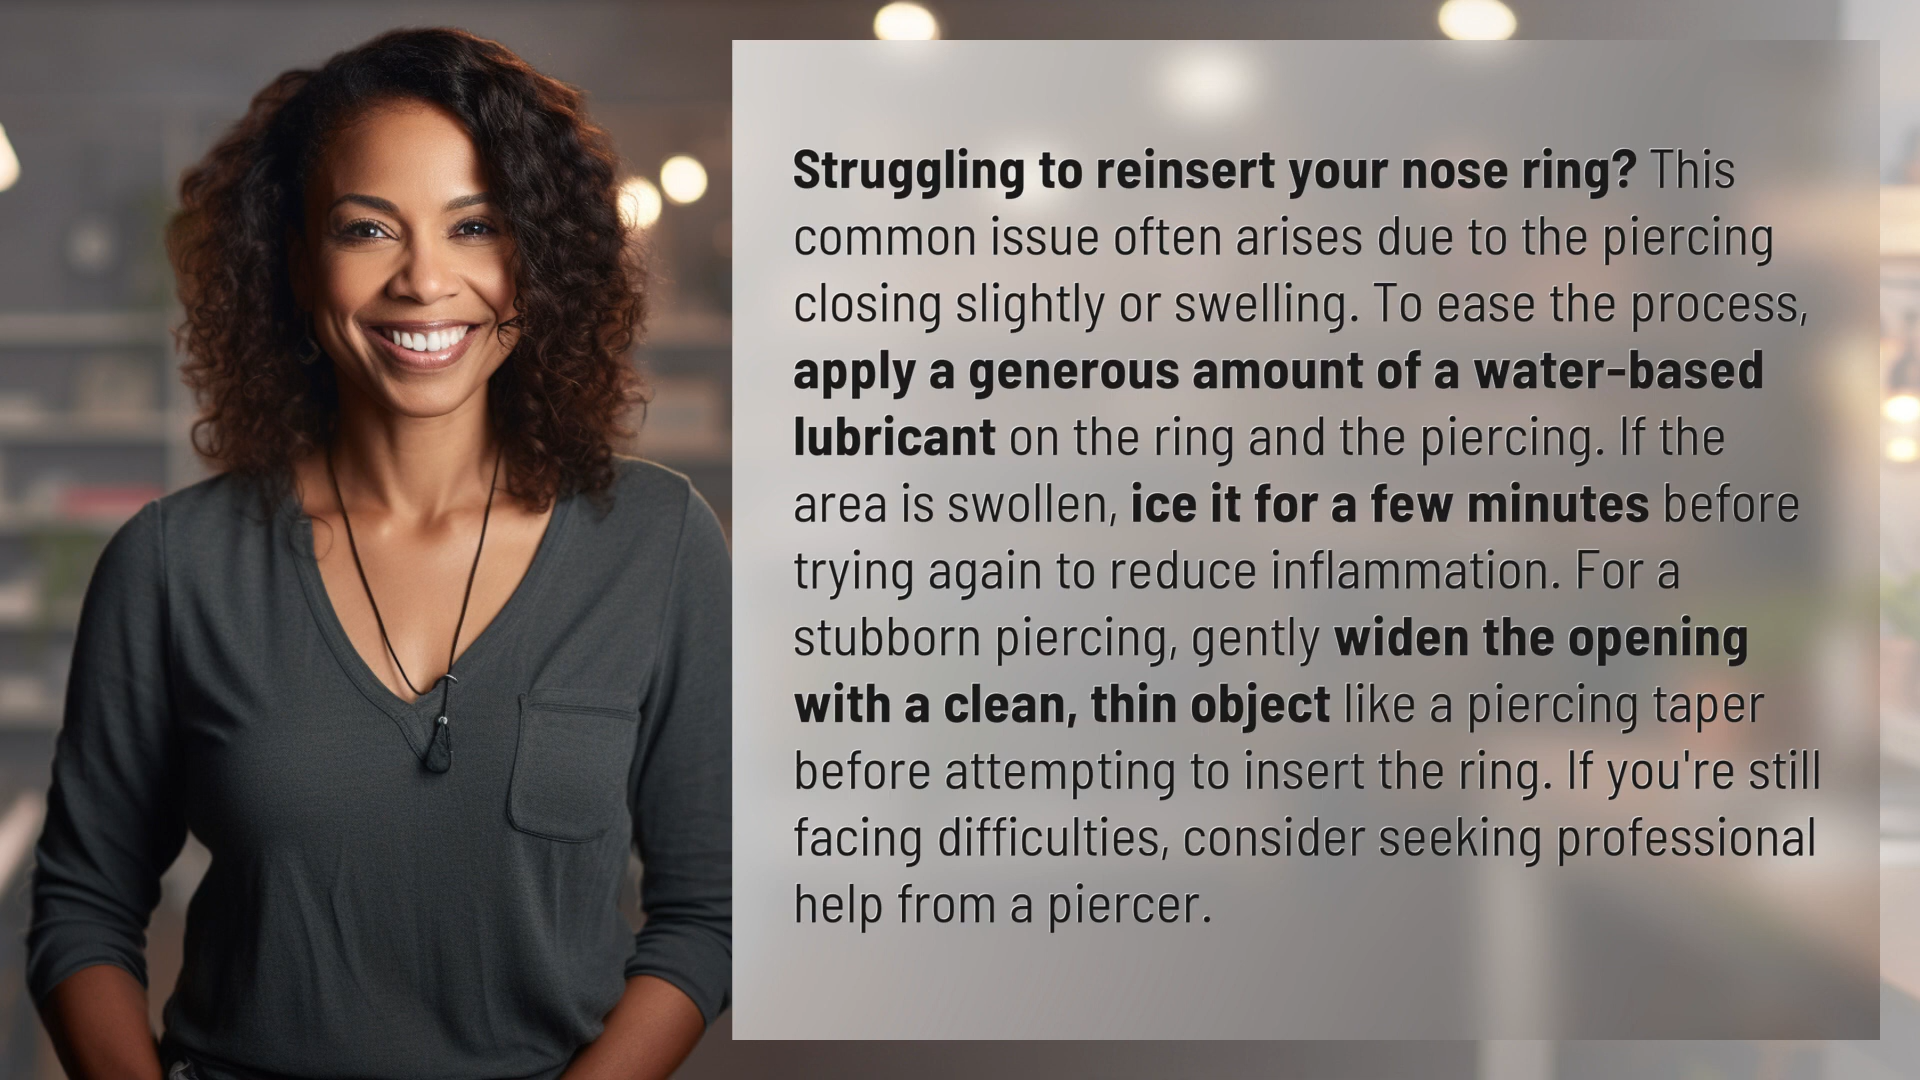 Struggling to reinsert your nose ring? This
common issue often arises due to the piercing
closing slightly or swelling. To ease the process,
apply a generous amount of a water-based
lubricant on the ring and the piercing. If the
area is swollen, ice it for a few minutes before
trying again to reduce inflammation. For a
stubborn piercing, gently widen the opening
with a clean, thin object like a piercing taper
before attempting to insert the ring. If you're still
facing difficulties, consider seeking professional
help from a piercer.